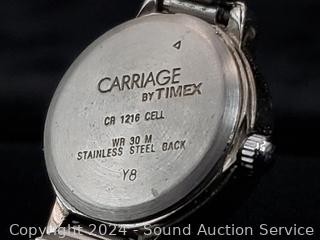 CARRIAGE
BY TIMEX
CR 1216 CELL
WR 30 M
STAINLESS STEEL BACK
Y8
Copyright 2024 - Sound Auction Service